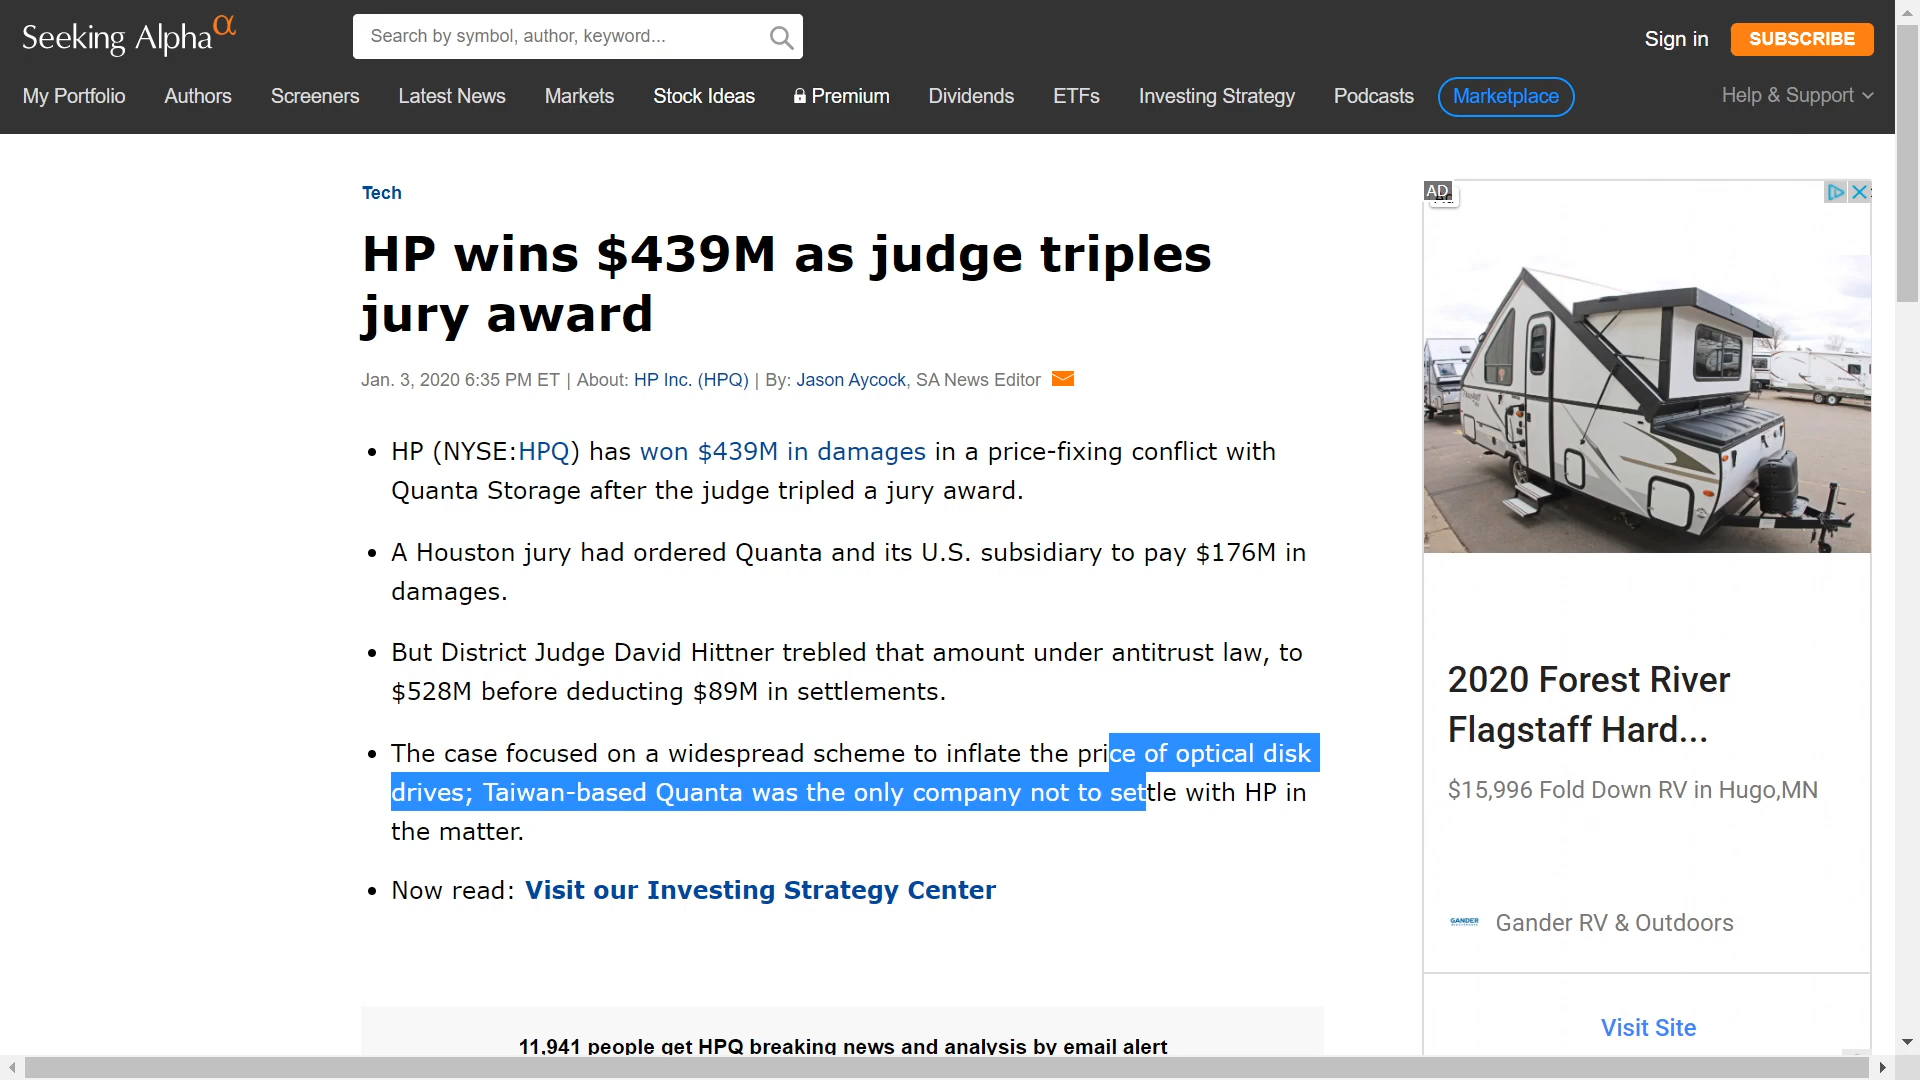 Seeking Alpha α
Search by symbol, author, keyword...
Sign in
SUBSCRIBE
My Portfolio
Authors
Screeners
Latest News
Markets
Stock Ideas
Premium
Dividends
ETFs
Investing Strategy
Podcasts
Marketplace
Help & Support
Tech
HP wins $439M as judge triples
jury award
Jan. 3, 2020 6:35 PM ET | About: HP Inc. (HPQ) | By: Jason Aycock, SA News Editor
• HP (NYSE:HPQ) has won $439M in damages in a price-fixing conflict with
Quanta Storage after the judge tripled a jury award.
• A Houston jury had ordered Quanta and its U.S. subsidiary to pay $176M in
damages.
• But District Judge David Hittner trebled that amount under antitrust law, to
$528M before deducting $89M in settlements.
• The case focused on a widespread scheme to inflate the price of optical disk
drives; Taiwan-based Quanta was the only company not to settle with HP in
the matter.
• Now read: Visit our Investing Strategy Center
11,941 people get HPQ breaking news and analysis by email alert
AD
2020 Forest River
Flagstaff Hard...
$15,996 Fold Down RV in Hugo,MN
GANDER
Gander RV & Outdoors
Visit Site